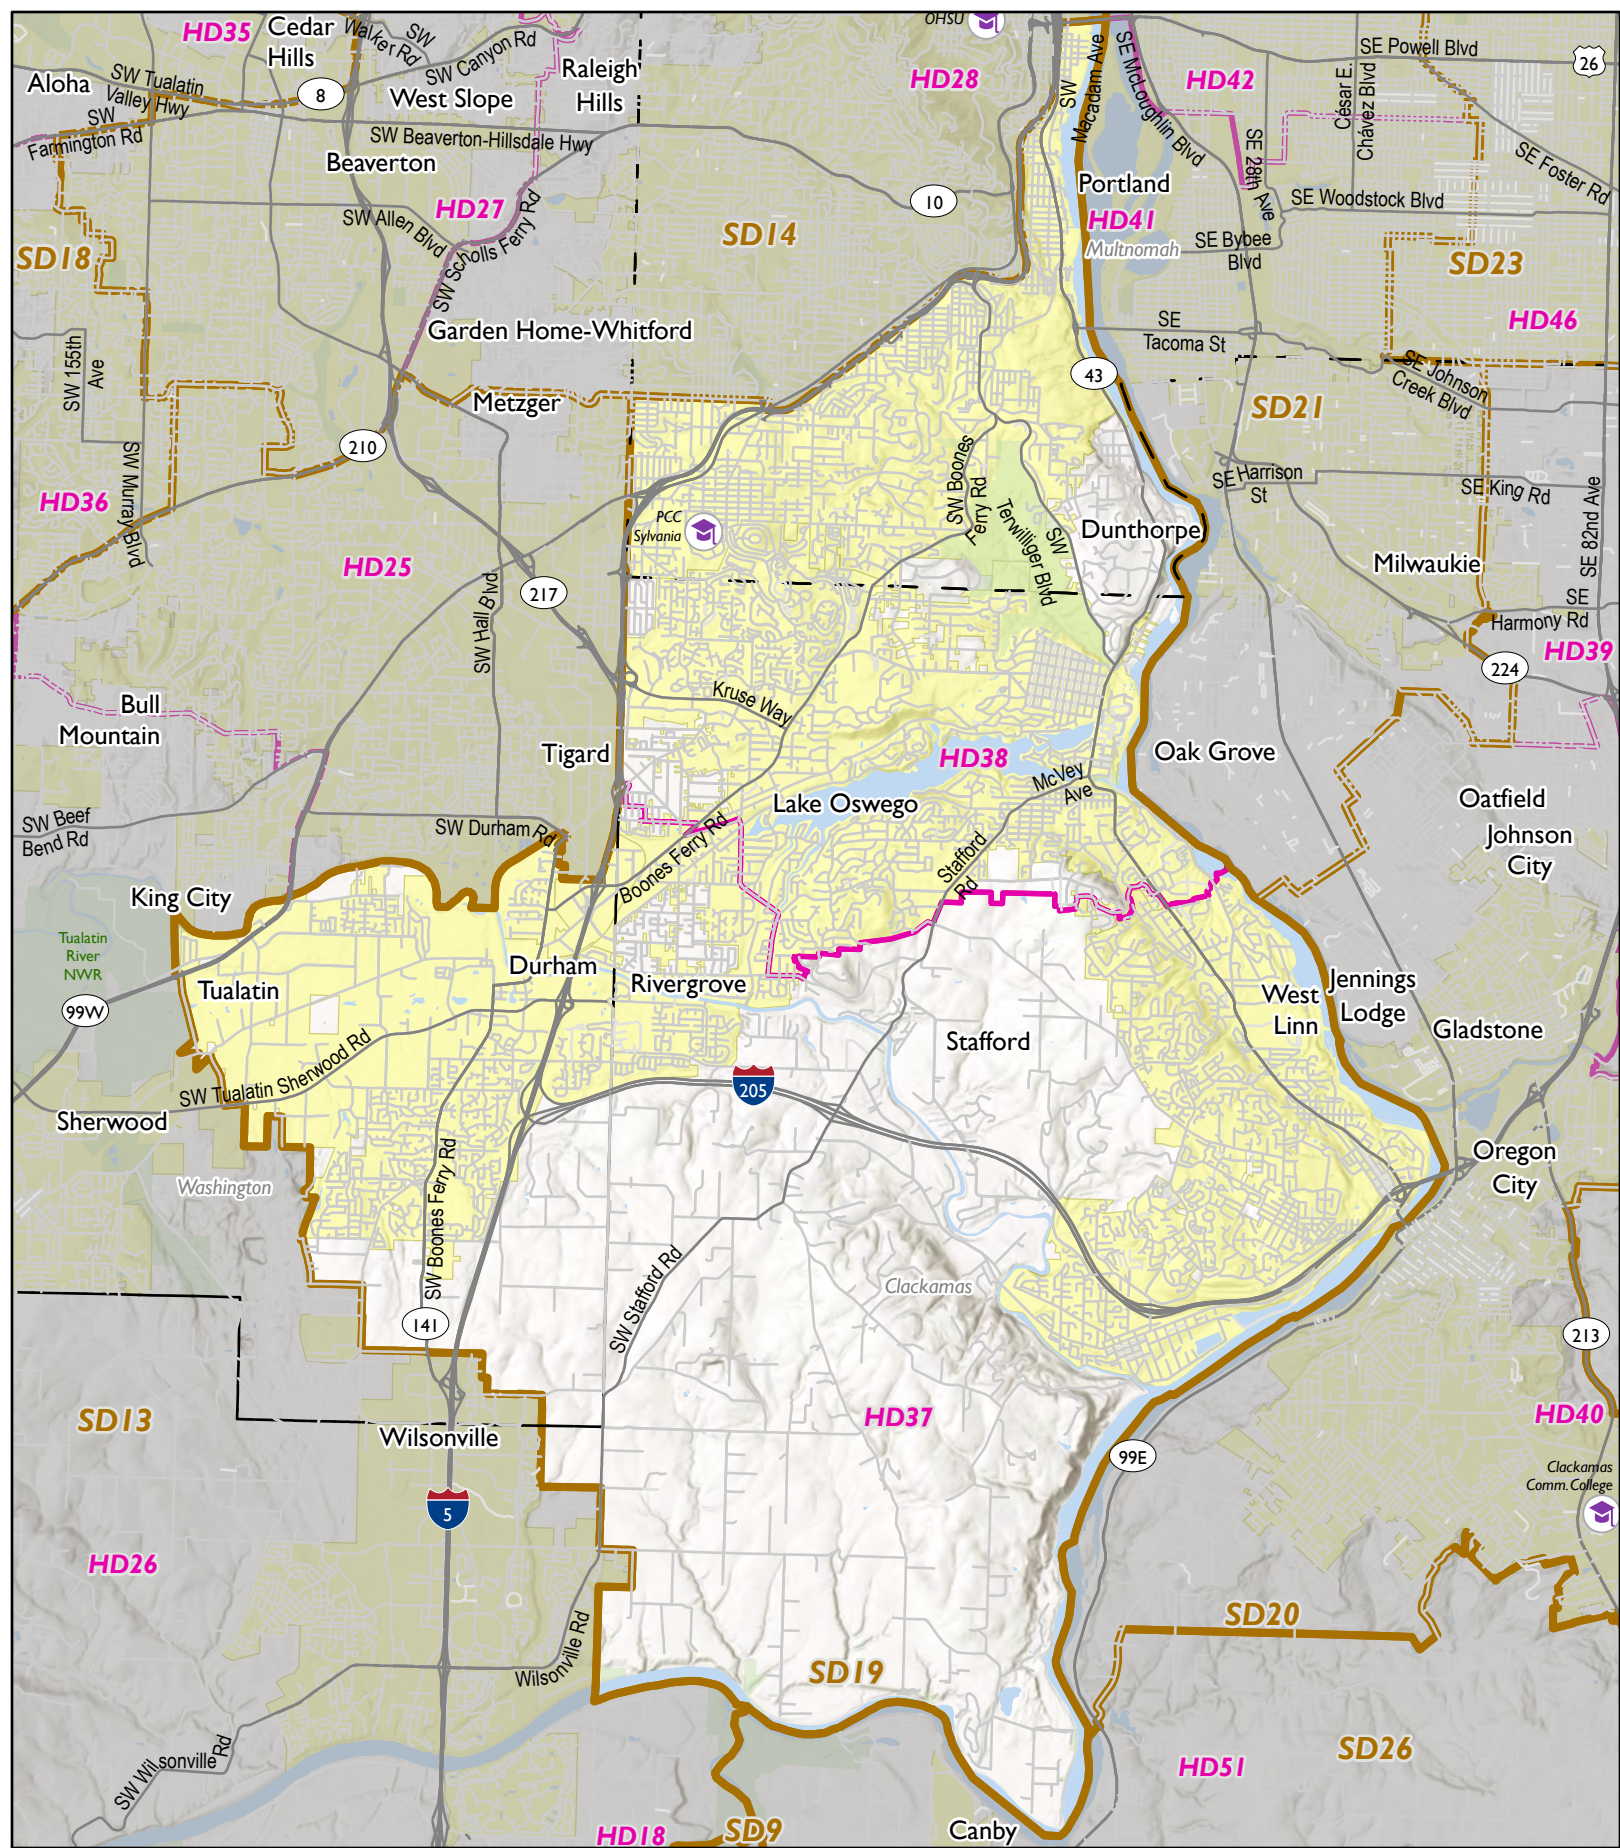 HD35
Cedar
Hills
SW
Walker Rd
SW Canyon Rd
Raleigh
Hills
OHSU
HD28
SW
Macadam Ave
SE McLoughlin Blvd
HD42
SE Powell Blvd
26
Aloha
SW Tualatin
Valley Hwy
8
West Slope
SW
Farmington Rd
SW Beaverton-Hillsdale Hwy
Beaverton
César E.
Chávez Blvd
SE 28th
Ave
SE Foster Rd
Portland
HD41
Multnomah
SE Woodstock Blvd
SE Bybee
Blvd
HD27
10
SW Allen Blvd
SW Scholls Ferry Rd
SD14
SD18
SD23
HD46
Garden Home-Whitford
SE
Tacoma St
SW 155th
Ave
43
SE Johnson
Creek Blvd
Metzger
SD21
210
SW Murray Blvd
SW Boones
Ferry Rd
SE Harrison
St
SE King Rd
SE 82nd Ave
HD36
PCC
Sylvania
SW
Terwilliger Blvd
Dunthorpe
HD25
Milwaukie
217
SW Hall Blvd
SE
Harmony Rd
HD39
224
Bull
Mountain
Kruse Way
Tigard
HD38
Oak Grove
McVey
Ave
Lake Oswego
Oatfield
Johnson
City
SW Beef
Bend Rd
SW Durham Rd
Boones Ferry Rd
Stafford
Rd
King City
Tualatin
River
NWR
Durham
Rivergrove
Tualatin
99W
West
Linn
Jennings
Lodge
Gladstone
Stafford
SW Tualatin Sherwood Rd
205
Sherwood
Washington
SW Boones Ferry Rd
Oregon
City
SW Stafford Rd
Clackamas
141
213
SD13
HD37
HD40
Wilsonville
99E
Clackamas
Comm. College
5
HD26
Wilsonville Rd
SD20
SD19
SW Wilsonville Rd
SD26
HD51
HD18
SD9
Canby